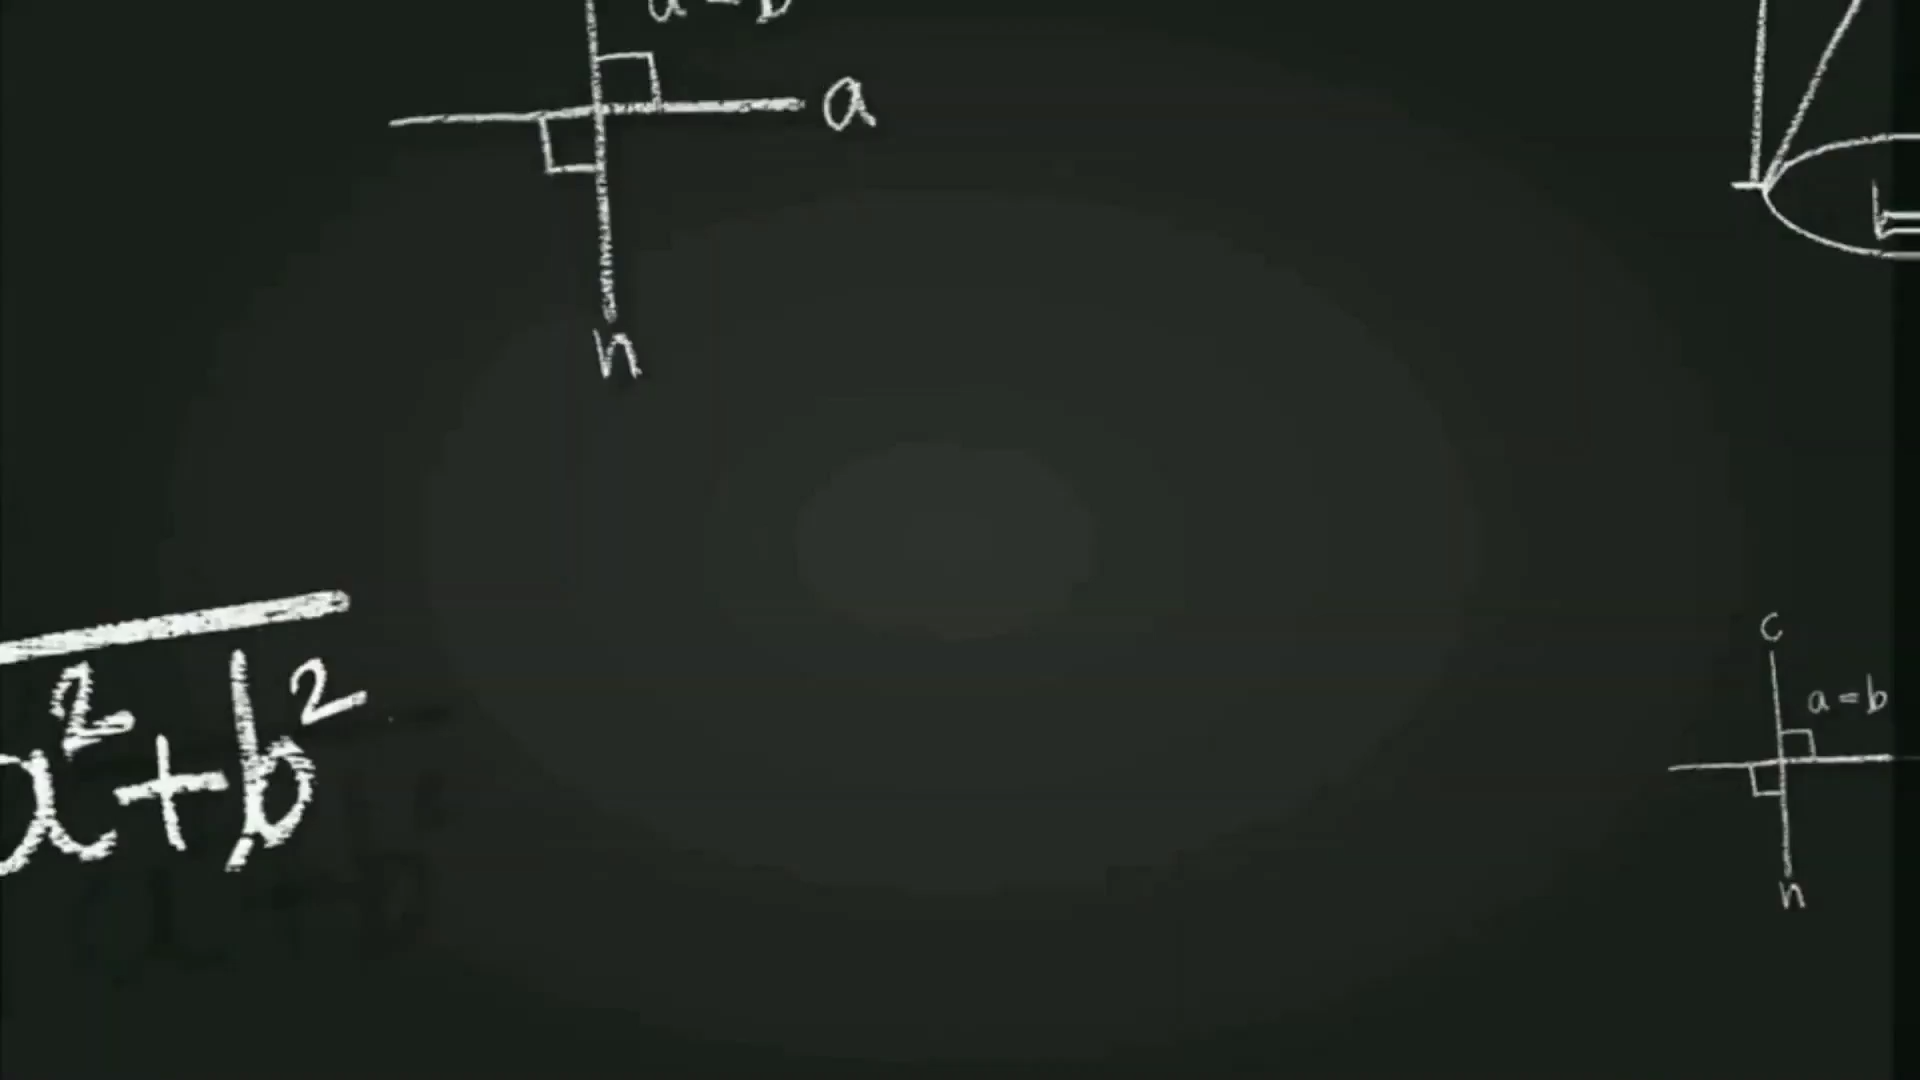 a = b
a
n
a²+b²
c
a = b
n